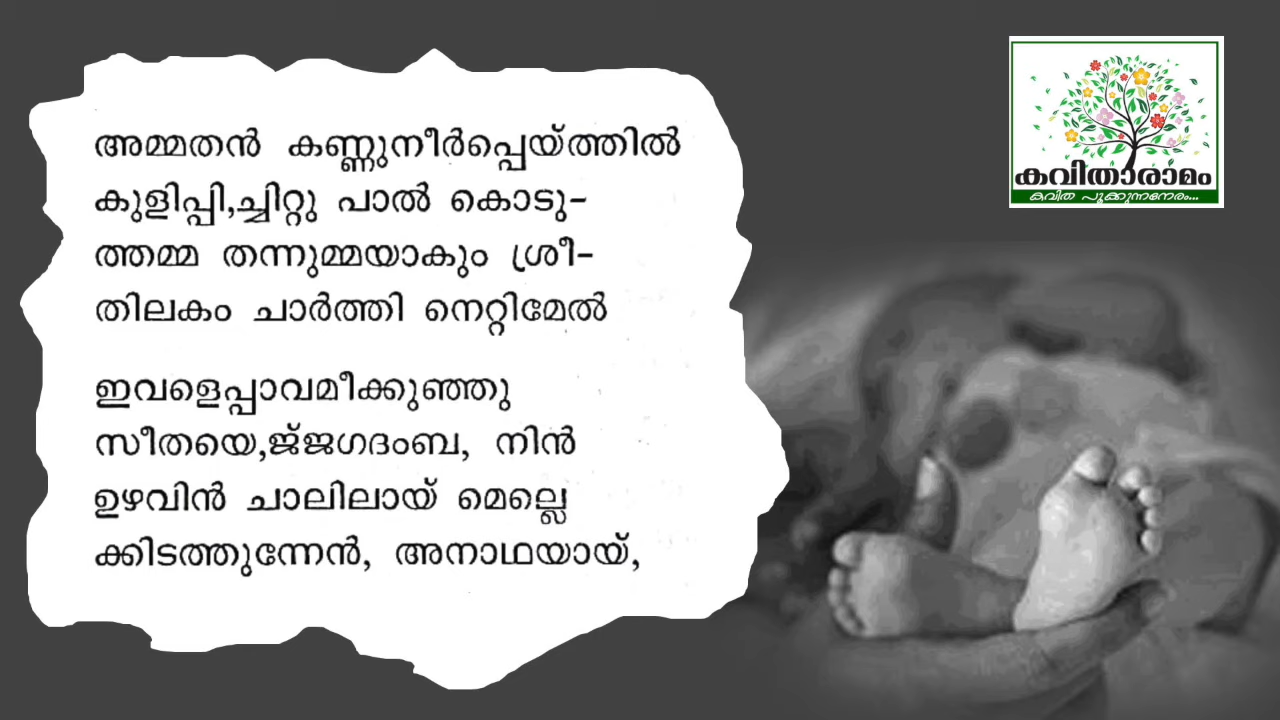 അമ്മതൻ കണ്ണുനീർപ്പെയ്ത്തിൽ
കുളിപ്പി,ച്ചിറ്റു പാൽ കൊടു-
ത്തമ്മ തന്നുമ്മയാകും ശ്രീ-
തിലകം ചാർത്തി നെറ്റിമേൽ
ഇവളെപ്പാവമീക്കുഞ്ഞു
സീതയെ,ജ്ജഗദംബ, നിൻ
ഉഴവിൻ ചാലിലായ് മെല്ലെ
ക്കിടത്തുന്നേൻ, അനാഥയായ്,
കവിതാരാമം
കവിത പൂക്കുന്നനേരം...